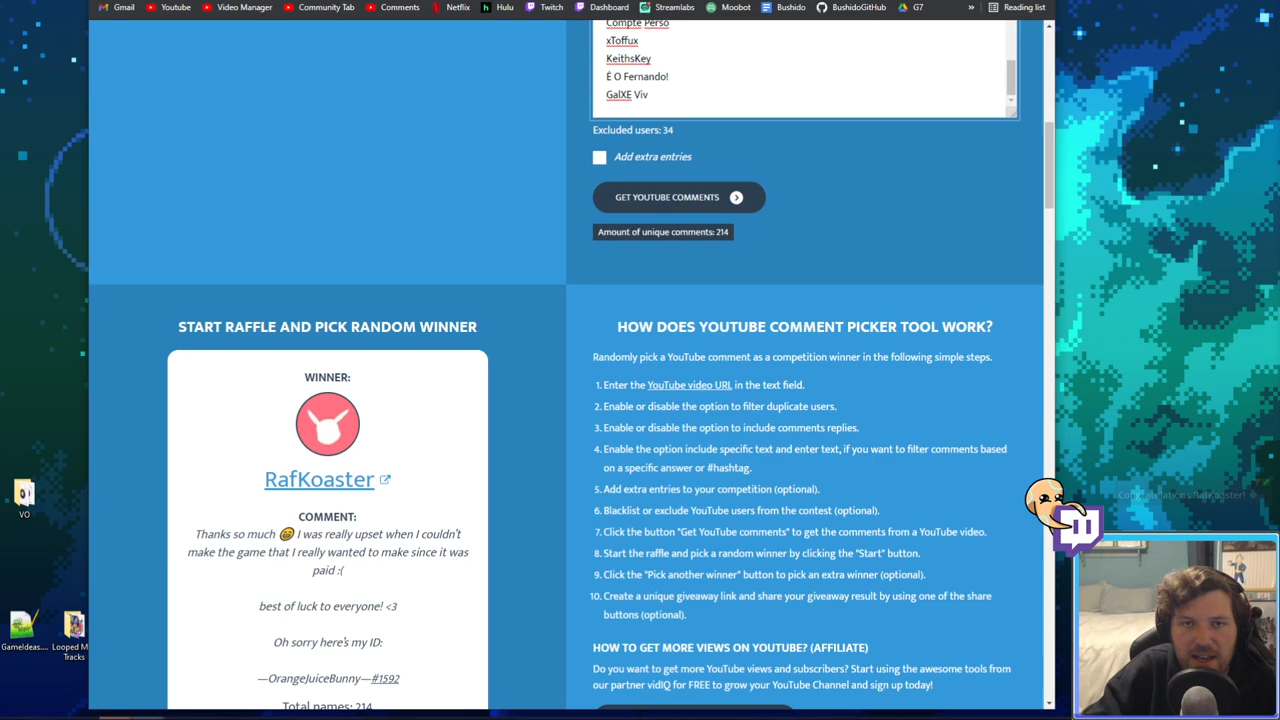 Gmail Youtube Video Manager Community Tab Comments Netflix Hulu Twitch Dashboard Streamlabs Moobot Bushido BushidoGitHub G7 » Reading list
Compte Perso
xToffux
KeithsKey
É O Fernando!
GalXE Viv
Excluded users: 34
Add extra entries
GET YOUTUBE COMMENTS
Amount of unique comments: 214
START RAFFLE AND PICK RANDOM WINNER
WINNER:
RafKoaster
COMMENT:
Thanks so much 😅 I was really upset when I couldn't
make the game that I really wanted to make since it was
paid :(
best of luck to everyone! <3
Oh sorry here's my ID:
—OrangeJuiceBunny—#1592
Total names: 214
HOW DOES YOUTUBE COMMENT PICKER TOOL WORK?
Randomly pick a YouTube comment as a competition winner in the following simple steps.
1. Enter the YouTube video URL in the text field.
2. Enable or disable the option to filter duplicate users.
3. Enable or disable the option to include comments replies.
4. Enable the option include specific text and enter text, if you want to filter comments based
on a specific answer or #hashtag.
5. Add extra entries to your competition (optional).
6. Blacklist or exclude YouTube users from the contest (optional).
7. Click the button "Get YouTube comments" to get the comments from a YouTube video.
8. Start the raffle and pick a random winner by clicking the "Start" button.
9. Click the "Pick another winner" button to pick an extra winner (optional).
10. Create a unique giveaway link and share your giveaway result by using one of the share
buttons (optional).
HOW TO GET MORE VIEWS ON YOUTUBE? (AFFILIATE)
Do you want to get more YouTube views and subscribers? Start using the awesome tools from
our partner vidIQ for FREE to grow your YouTube Channel and sign up today!
VO
GameIdeas....
Looped M
Tracks
Congratulations RafKoaster!